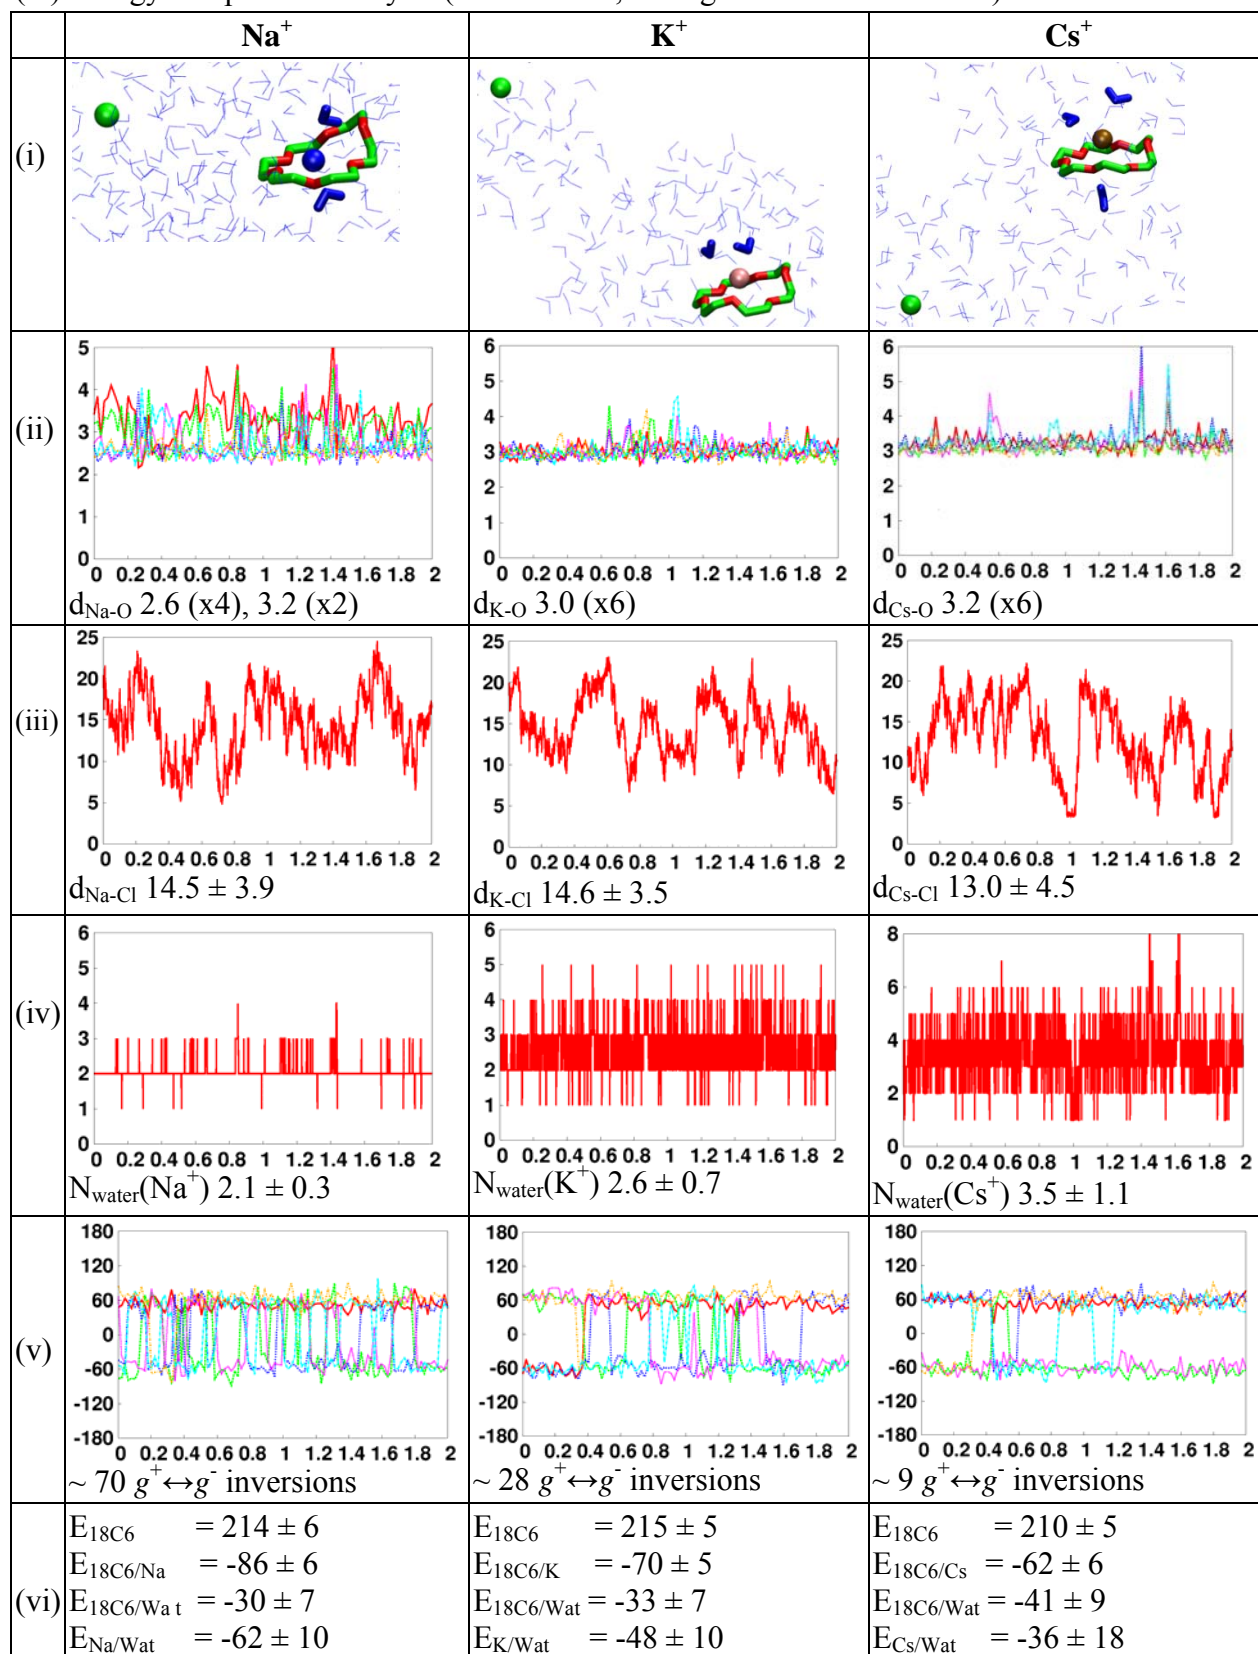 Na+ K+ Cs+
(i)
(ii)
5 4 3 2 1 0
0 0.2 0.4 0.6 0.8 1 1.2 1.4 1.6 1.8 2
dNa-O 2.6 (x4), 3.2 (x2)
6 5 4 3 2 1 0
0 0.2 0.4 0.6 0.8 1 1.2 1.4 1.6 1.8 2
dK-O 3.0 (x6)
6 5 4 3 2 1 0
0 0.2 0.4 0.6 0.8 1 1.2 1.4 1.6 1.8 2
dCs-O 3.2 (x6)
(iii)
25 20 15 10 5 0
0 0.2 0.4 0.6 0.8 1 1.2 1.4 1.6 1.8 2
dNa-Cl 14.5 ± 3.9
25 20 15 10 5 0
0 0.2 0.4 0.6 0.8 1 1.2 1.4 1.6 1.8 2
dK-Cl 14.6 ± 3.5
25 20 15 10 5 0
0 0.2 0.4 0.6 0.8 1 1.2 1.4 1.6 1.8 2
dCs-Cl 13.0 ± 4.5
(iv)
6 5 4 3 2 1 0
0 0.2 0.4 0.6 0.8 1 1.2 1.4 1.6 1.8 2
Nwater(Na+) 2.1 ± 0.3
6 5 4 3 2 1 0
0 0.2 0.4 0.6 0.8 1 1.2 1.4 1.6 1.8 2
Nwater(K+) 2.6 ± 0.7
8 6 4 2 0
0 0.2 0.4 0.6 0.8 1 1.2 1.4 1.6 1.8 2
Nwater(Cs+) 3.5 ± 1.1
(v)
180 120 60 0 -60 -120 -180
0 0.2 0.4 0.6 0.8 1 1.2 1.4 1.6 1.8 2
~ 70 g+↔g- inversions
180 120 60 0 -60 -120 -180
0 0.2 0.4 0.6 0.8 1 1.2 1.4 1.6 1.8 2
~ 28 g+↔g- inversions
180 120 60 0 -60 -120 -180
0 0.2 0.4 0.6 0.8 1 1.2 1.4 1.6 1.8 2
~ 9 g+↔g- inversions
(vi)
E18C6 = 214 ± 6
E18C6/Na = -86 ± 6
E18C6/Wa t = -30 ± 7
ENa/Wat = -62 ± 10
E18C6 = 215 ± 5
E18C6/K = -70 ± 5
E18C6/Wat = -33 ± 7
EK/Wat = -48 ± 10
E18C6 = 210 ± 5
E18C6/Cs = -62 ± 6
E18C6/Wat = -41 ± 9
ECs/Wat = -36 ± 18